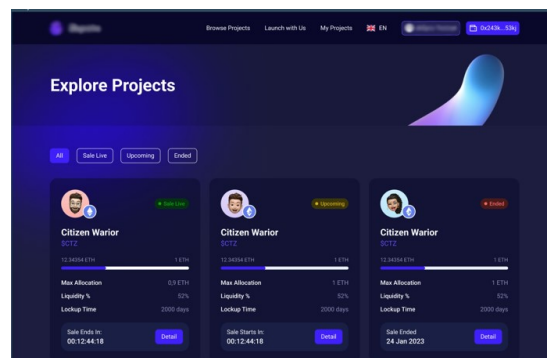 Browse Projects Launch with Us My Projects EN 0x243k...53kj
Explore Projects
All Sale Live Upcoming Ended
Sale Live Upcoming Ended
Citizen Warior Citizen Warior Citizen Warior
$CTZ $CTZ $CTZ
12.34354 ETH 1 ETH 12.34354 ETH 1 ETH 12.34354 ETH 1 ETH
Max Allocation 0,9 ETH Max Allocation 1 ETH Max Allocation 1 ETH
Liquidity % 52% Liquidity % 52% Liquidity % 52%
Lockup Time 2000 days Lockup Time 2000 days Lockup Time 2000 days
Sale Ends In: Sale Starts In: Sale Ended
00:12:44:18 Detail 00:12:44:18 Detail 24 Jan 2023 Detail